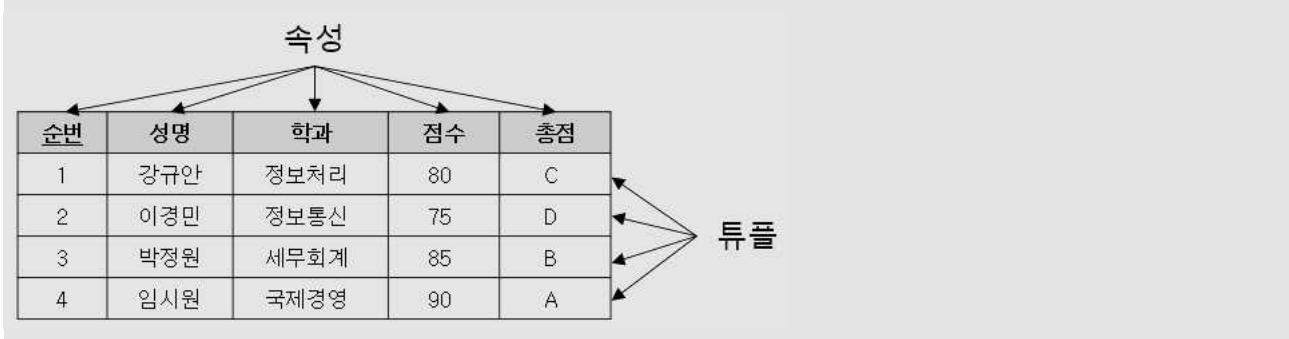 속성
순번 성명 학과 점수 총점
1 강규안 정보처리 80 C
2 이경민 정보통신 75 D
3 박정원 세무회계 85 B
4 임시원 국제경영 90 A
튜플